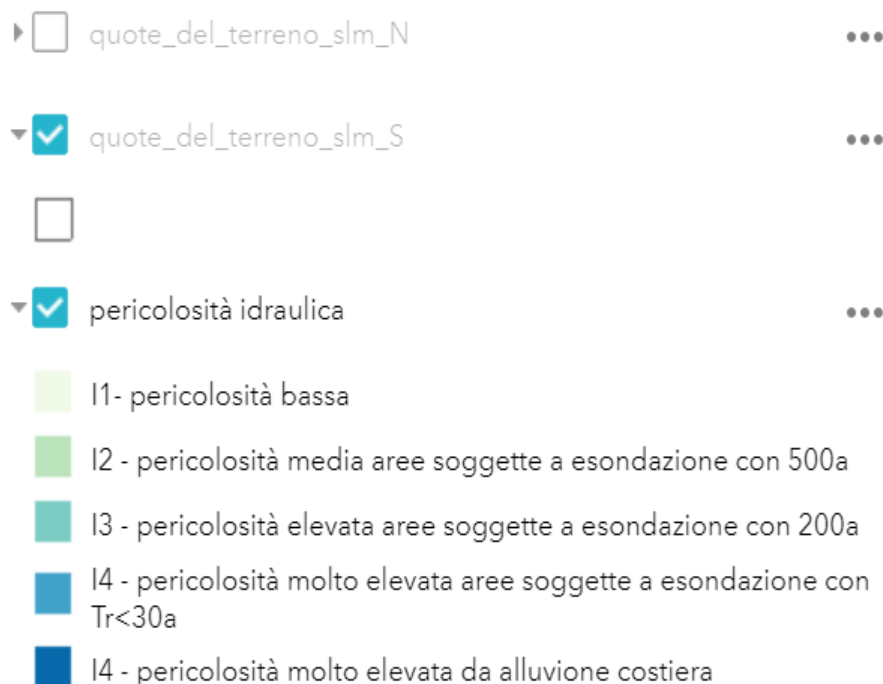 quote_del_terreno_slm_N
quote_del_terreno_slm_S
pericolosità idraulica
I1- pericolosità bassa
I2 - pericolosità media aree soggette a esondazione con 500a
I3 - pericolosità elevata aree soggette a esondazione con 200a
I4 - pericolosità molto elevata aree soggette a esondazione con
Tr<30a
I4 - pericolosità molto elevata da alluvione costiera